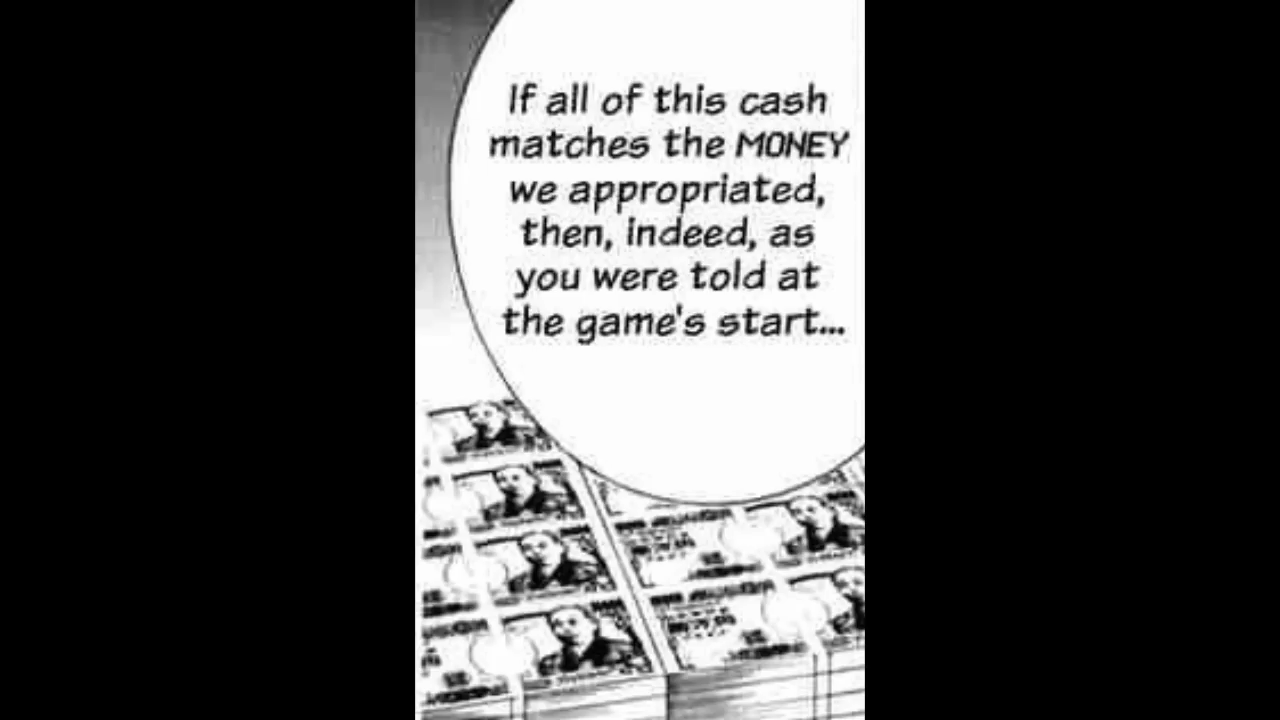 If all of this cash
matches the MONEY
we appropriated,
then, indeed, as
you were told at
the game's start...